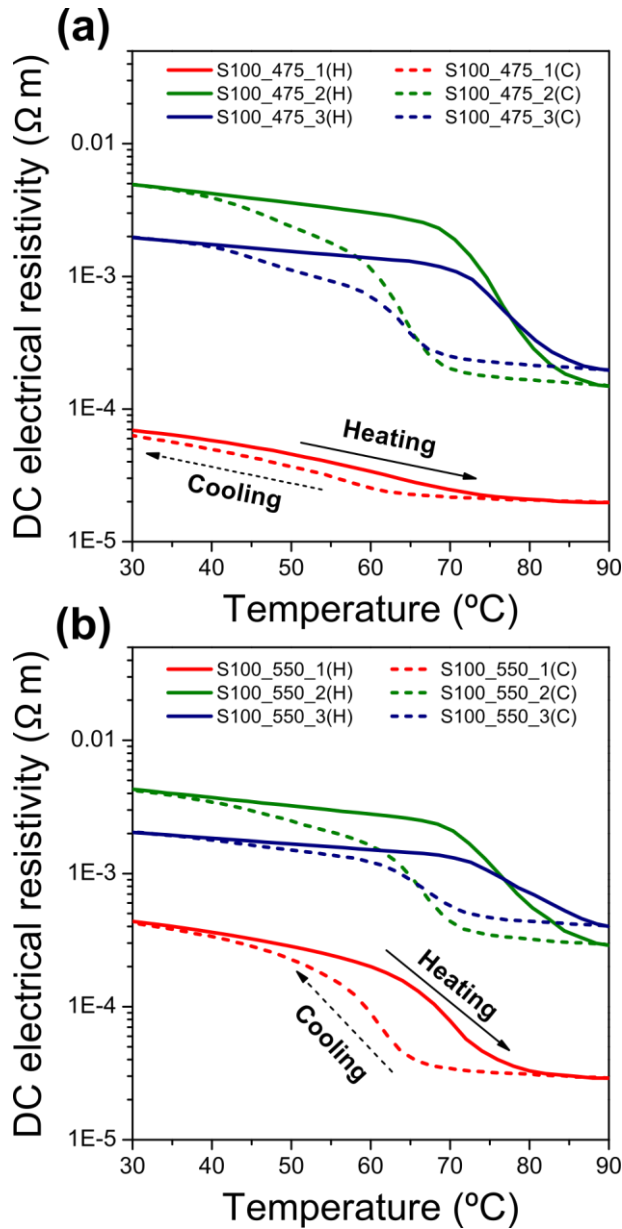 (a)
S100_475_1(H) S100_475_1(C)
S100_475_2(H) S100_475_2(C)
S100_475_3(H) S100_475_3(C)
DC electrical resistivity (Ω m)
0.01
1E-3
1E-4
1E-5
Heating
Cooling
30 40 50 60 70 80 90
Temperature (ºC)
(b)
S100_550_1(H) S100_550_1(C)
S100_550_2(H) S100_550_2(C)
S100_550_3(H) S100_550_3(C)
DC electrical resistivity (Ω m)
0.01
1E-3
1E-4
1E-5
Heating
Cooling
30 40 50 60 70 80 90
Temperature (ºC)